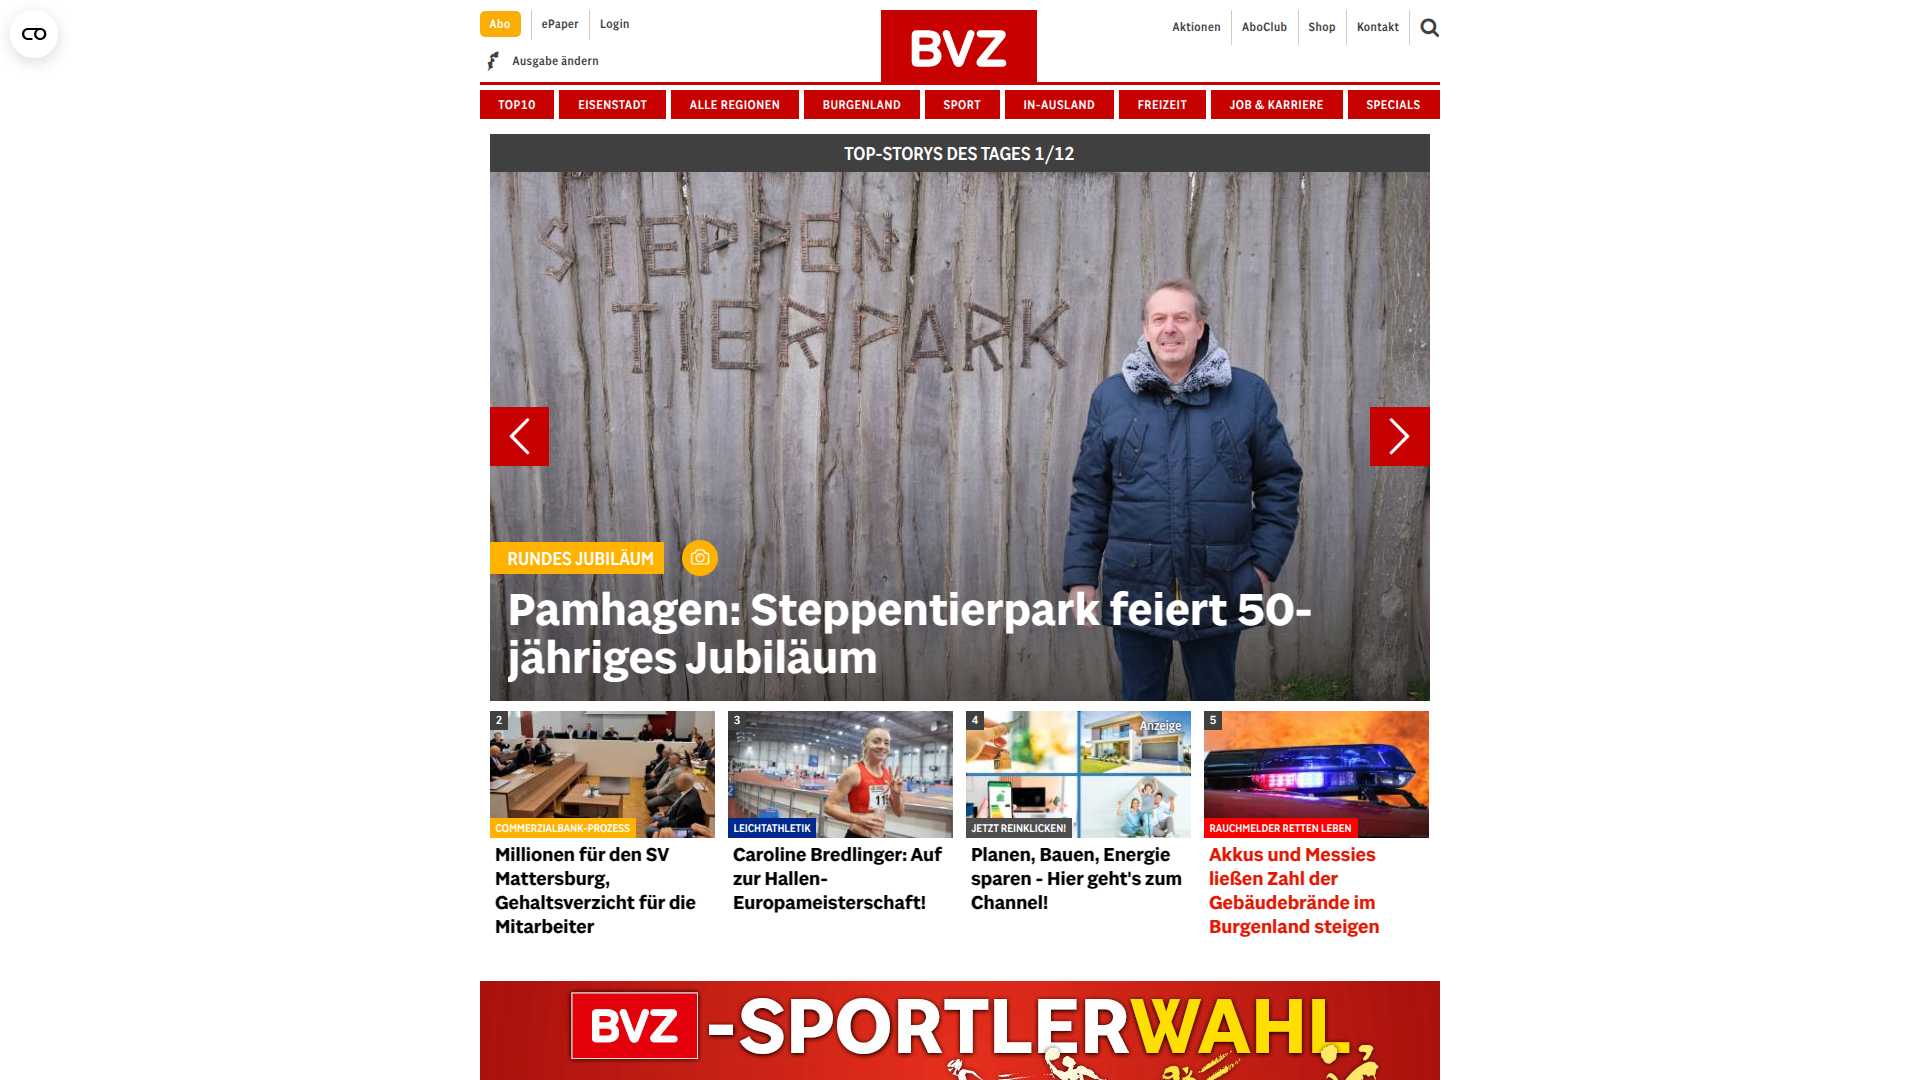 Abo
ePaper
Login
Ausgabe ändern
BVZ
Aktionen
AboClub
Shop
Kontakt
TOP10
EISENSTADT
ALLE REGIONEN
BURGENLAND
SPORT
IN-AUSLAND
FREIZEIT
JOB & KARRIERE
SPECIALS
TOP-STORYS DES TAGES 1/12
STEPPEN
TIERPARK
RUNDES JUBILÄUM
Pamhagen: Steppentierpark feiert 50-
jähriges Jubiläum
2
COMMERZIALBANK-PROZESS
Millionen für den SV
Mattersburg,
Gehaltsverzicht für die
Mitarbeiter
3
LEICHTATHLETIK
Caroline Bredlinger: Auf
zur Hallen-
Europameisterschaft!
4
Anzeige
JETZT REINKLICKEN!
Planen, Bauen, Energie
sparen - Hier geht's zum
Channel!
5
RAUCHMELDER RETTEN LEBEN
Akkus und Messies
ließen Zahl der
Gebäudebrände im
Burgenland steigen
BVZ-SPORTLERWAHL